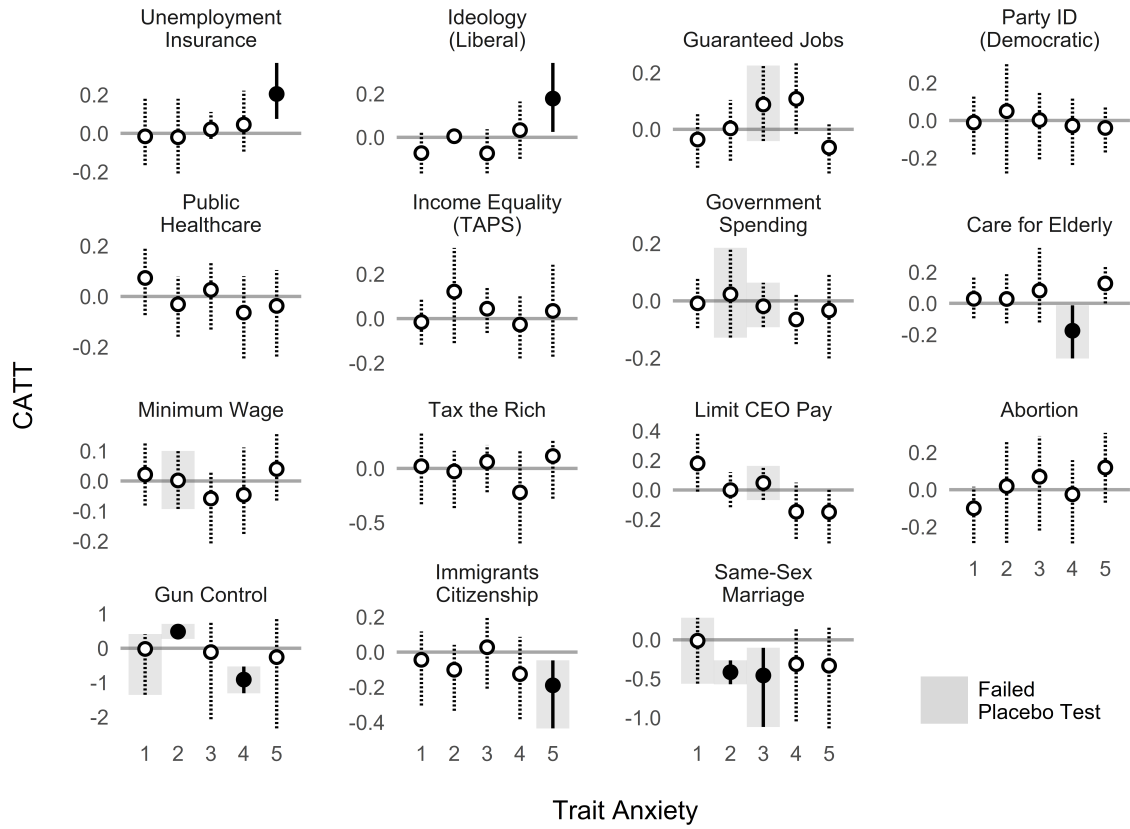 Unemployment
Insurance
Ideology
(Liberal)
Guaranteed Jobs
Party ID
(Democratic)
0.2
0.0
-0.2
0.2
0.0
0.2
0.0
0.2
0.0
-0.2
Public
Healthcare
Income Equality
(TAPS)
Government
Spending
Care for Elderly
0.2
0.0
-0.2
0.2
0.0
-0.2
0.2
0.0
-0.2
0.2
0.0
-0.2
CATT
Minimum Wage
Tax the Rich
Limit CEO Pay
Abortion
0.1
0.0
-0.1
-0.2
0.0
-0.5
0.4
0.2
0.0
-0.2
0.2
0.0
-0.2
1 2 3 4 5
Gun Control
Immigrants
Citizenship
Same-Sex
Marriage
1
0
-1
-2
0.2
0.0
-0.2
-0.4
0.0
-0.5
-1.0
Failed
Placebo Test
1 2 3 4 5
1 2 3 4 5
1 2 3 4 5
Trait Anxiety